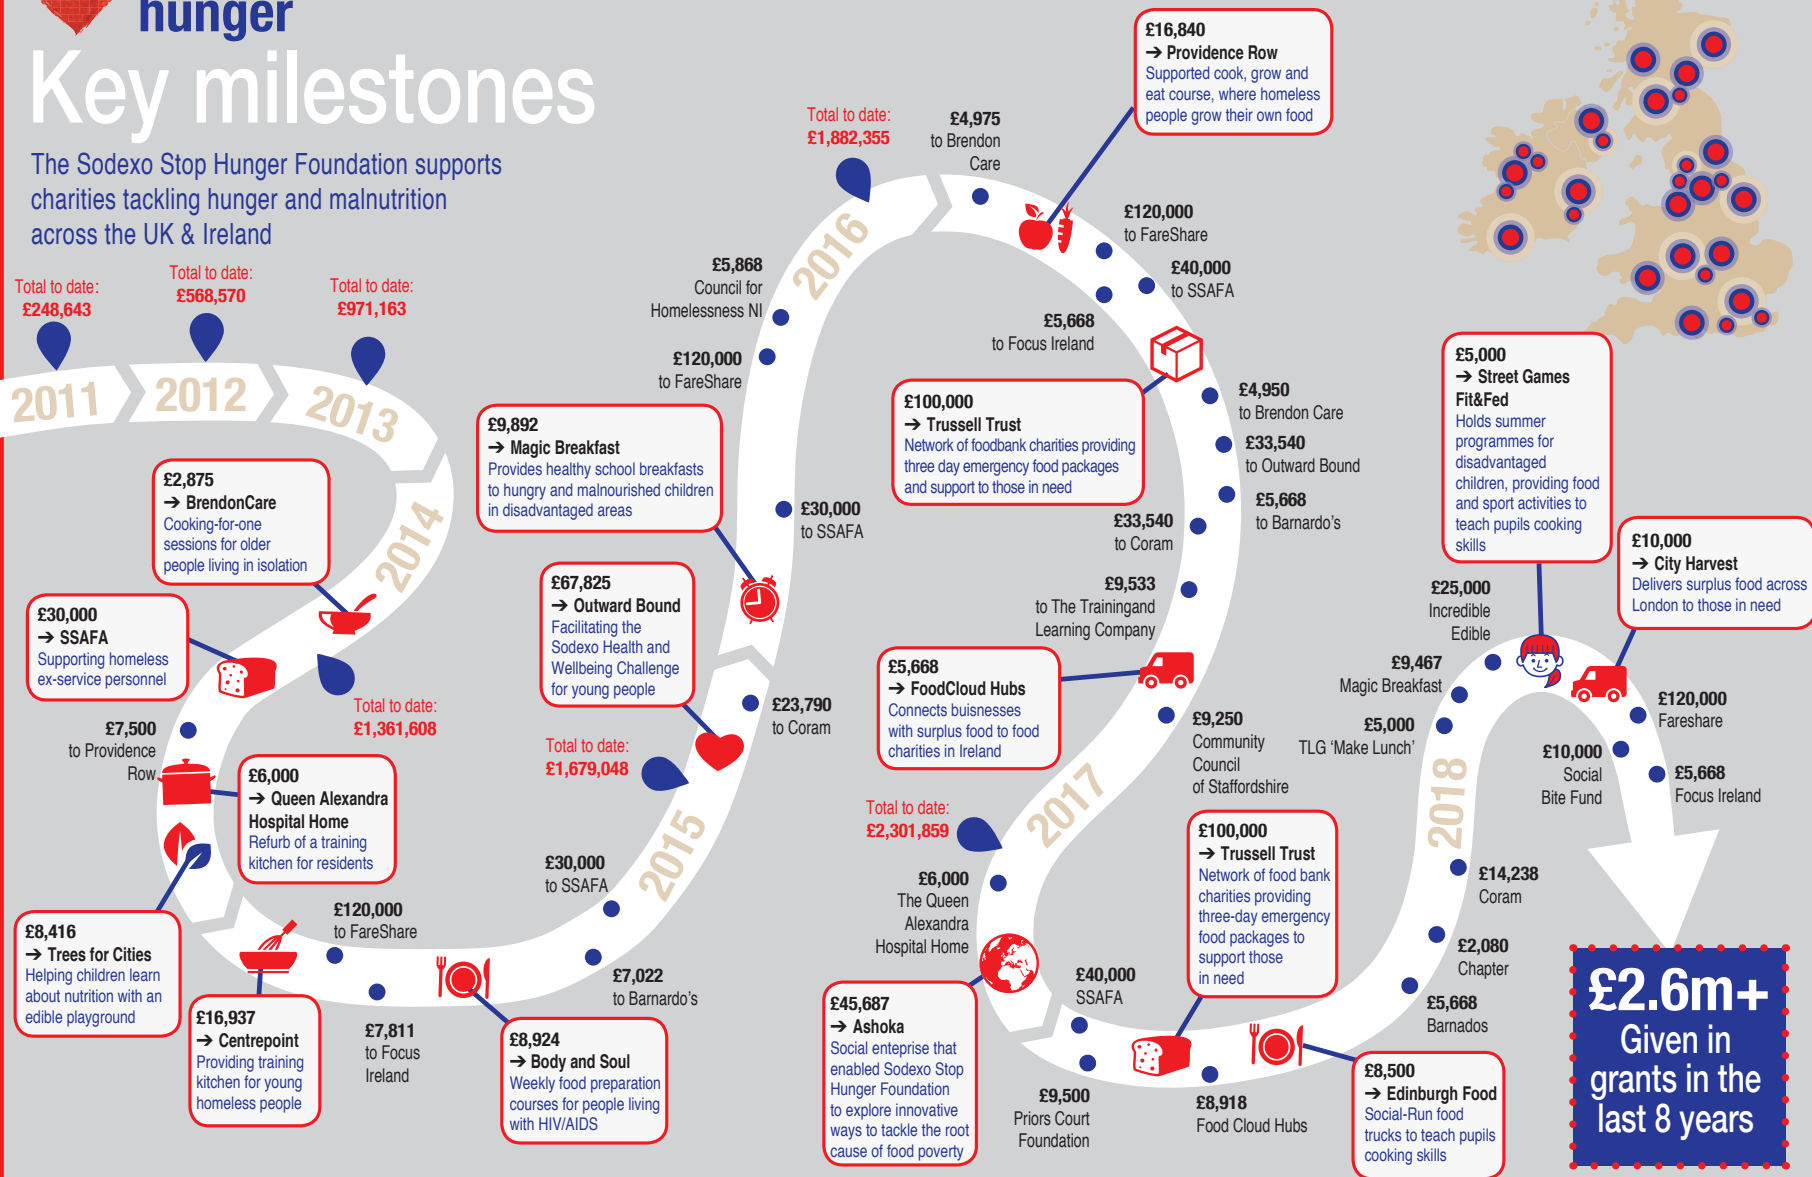 hunger
Key milestones
The Sodexo Stop Hunger Foundation supports
charities tackling hunger and malnutrition
across the UK & Ireland
Total to date:
£248,643
Total to date:
£568,570
Total to date:
£971,163
2011
2012
2013
2014
£2,875
➔ BrendonCare
Cooking-for-one
sessions for older
people living in isolation
£30,000
➔ SSAFA
Supporting homeless
ex-service personnel
Total to date:
£1,361,608
£7,500
to Providence
Row
£6,000
➔ Queen Alexandra
Hospital Home
Refurb of a training
kitchen for residents
£8,416
➔ Trees for Cities
Helping children learn
about nutrition with an
edible playground
£16,937
➔ Centrepoint
Providing training
kitchen for young
homeless people
£120,000
to FareShare
£7,811
to Focus
Ireland
£8,924
➔ Body and Soul
Weekly food preparation
courses for people living
with HIV/AIDS
£7,022
to Barnardo's
£30,000
to SSAFA
2015
Total to date:
£1,679,048
£67,825
➔ Outward Bound
Facilitating the
Sodexo Health and
Wellbeing Challenge
for young people
£23,790
to Coram
£9,892
➔ Magic Breakfast
Provides healthy school breakfasts
to hungry and malnourished children
in disadvantaged areas
£30,000
to SSAFA
£120,000
to FareShare
£5,868
Council for
Homelessness NI
2016
Total to date:
£1,882,355
£4,975
to Brendon
Care
£16,840
➔ Providence Row
Supported cook, grow and
eat course, where homeless
people grow their own food
£120,000
to FareShare
£40,000
to SSAFA
£5,668
to Focus Ireland
£100,000
➔ Trussell Trust
Network of foodbank charities providing
three day emergency food packages
and support to those in need
£4,950
to Brendon Care
£33,540
to Outward Bound
£5,668
to Barnardo's
£33,540
to Coram
£9,533
to The Trainingand
Learning Company
£5,668
➔ FoodCloud Hubs
Connects buisnesses
with surplus food to food
charities in Ireland
£9,250
Community
Council
of Staffordshire
2017
Total to date:
£2,301,859
£6,000
The Queen
Alexandra
Hospital Home
£45,687
➔ Ashoka
Social enteprise that
enabled Sodexo Stop
Hunger Foundation
to explore innovative
ways to tackle the root
cause of food poverty
£40,000
SSAFA
£9,500
Priors Court
Foundation
£100,000
➔ Trussell Trust
Network of food bank
charities providing
three-day emergency
food packages to
support those
in need
£8,918
Food Cloud Hubs
£8,500
➔ Edinburgh Food
Social-Run food
trucks to teach pupils
cooking skills
£5,668
Barnados
£2,080
Chapter
£14,238
Coram
2018
£5,000
TLG 'Make Lunch'
£9,467
Magic Breakfast
£25,000
Incredible
Edible
£5,000
➔ Street Games
Fit&Fed
Holds summer
programmes for
disadvantaged
children, providing food
and sport activities to
teach pupils cooking
skills
£10,000
➔ City Harvest
Delivers surplus food across
London to those in need
£120,000
Fareshare
£10,000
Social
Bite Fund
£5,668
Focus Ireland
£2.6m+
Given in
grants in the
last 8 years